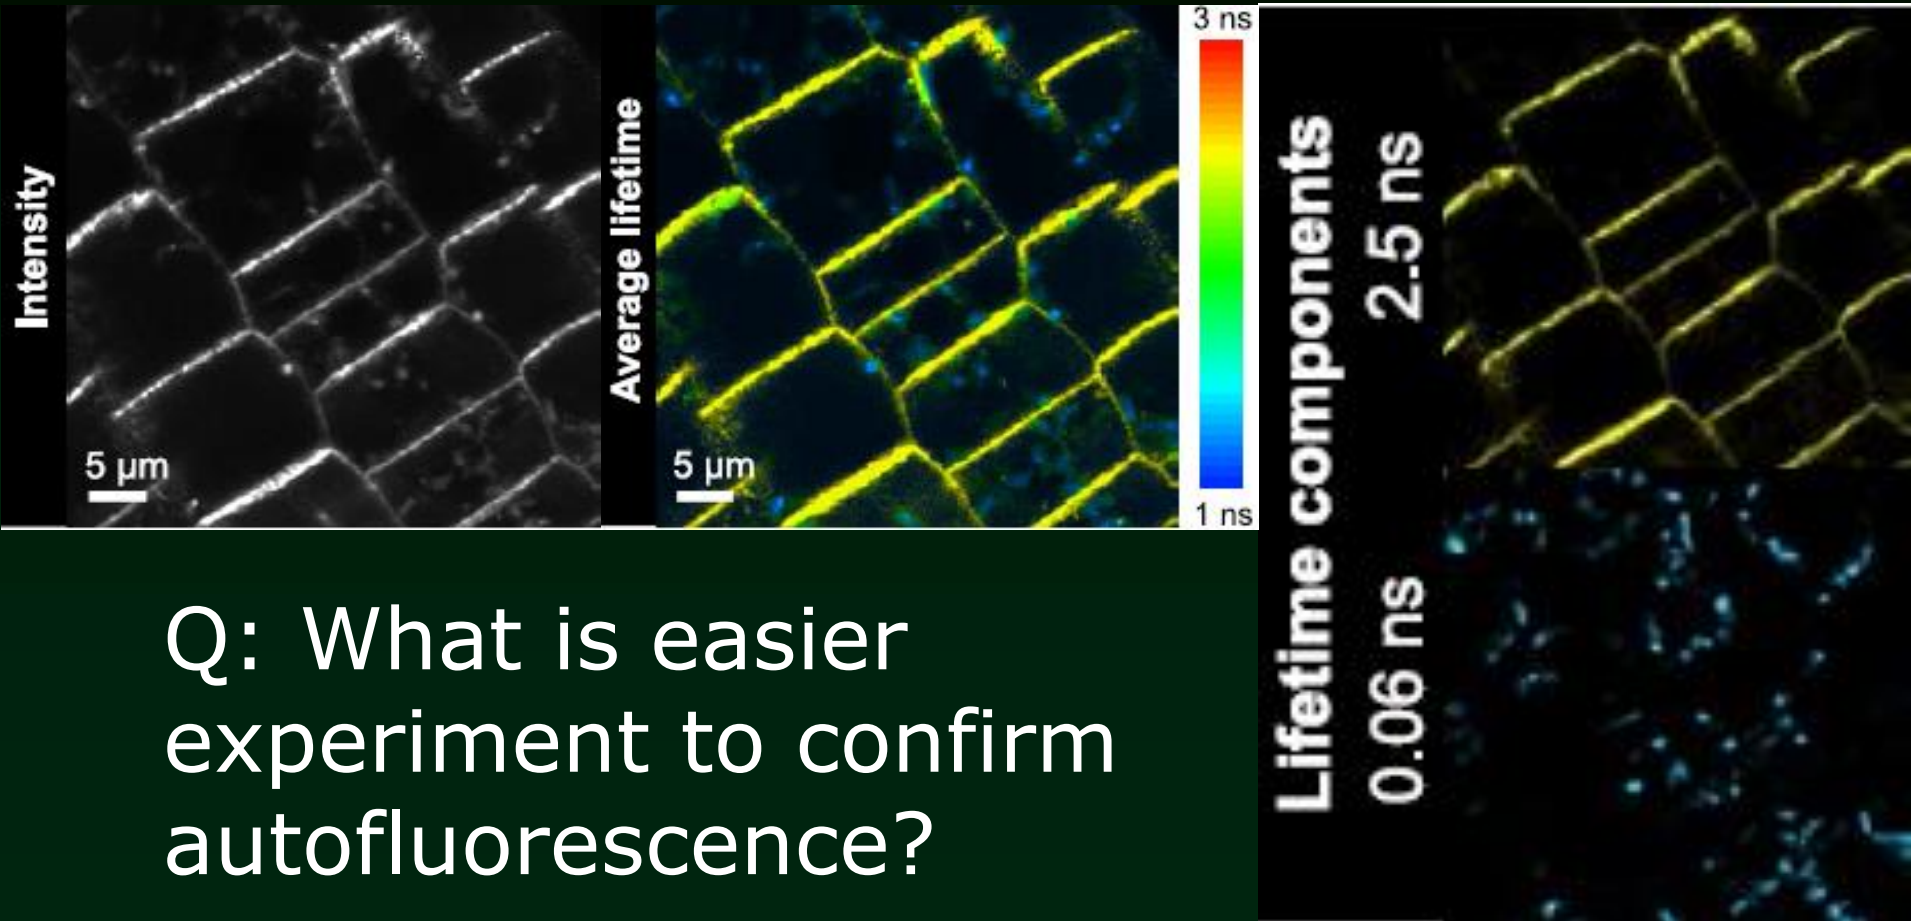 Intensity
5 µm
Average lifetime
5 µm
3 ns
1 ns
Lifetime components
2.5 ns
0.06 ns
Q: What is easier
experiment to confirm
autofluorescence?